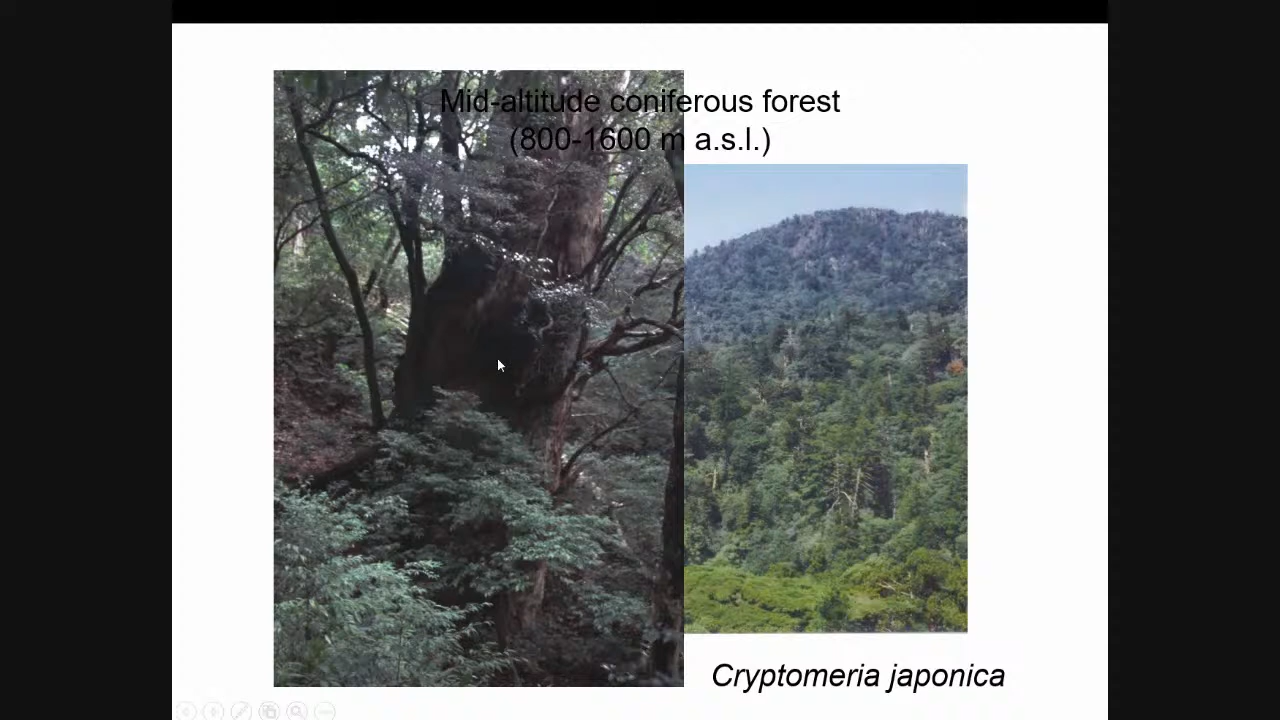 Mid-altitude coniferous forest
(800-1600 m a.s.l.)
Cryptomeria japonica